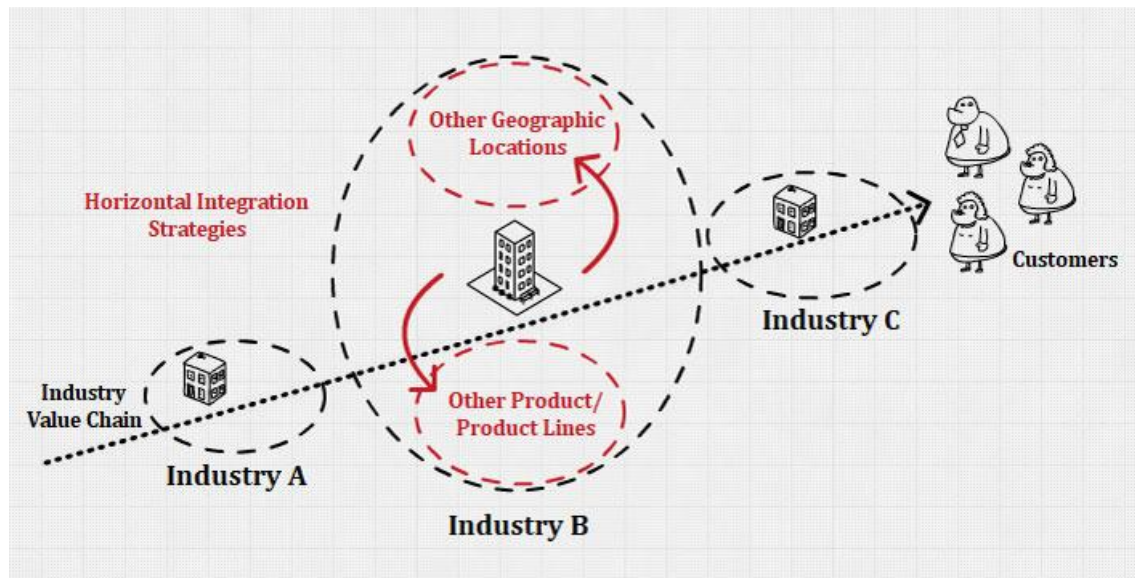 Other Geographic
Locations
Horizontal Integration
Strategies
Customers
Industry C
Industry
Value Chain
Other Product/
Product Lines
Industry A
Industry B